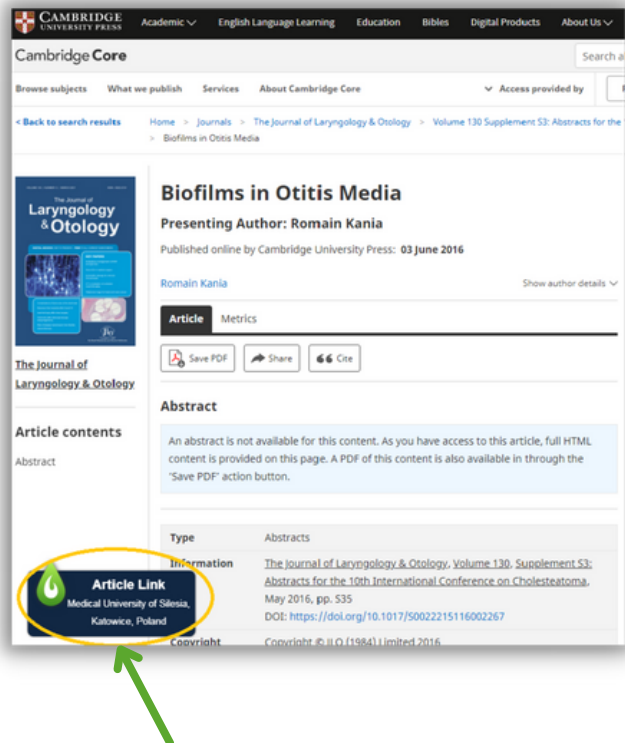 CAMBRIDGE
UNIVERSITY PRESS
Academic
English Language Learning
Education
Bibles
Digital Products
About Us
Cambridge Core
Search a
Browse subjects
What we publish
Services
About Cambridge Core
Access provided by
< Back to search results
Home > Journals > The Journal of Laryngology & Otology > Volume 130 Supplement S3: Abstracts for the
> Biofilms in Otitis Media
The Journal of
Laryngology
& Otology
Biofilms in Otitis Media
Presenting Author: Romain Kania
Published online by Cambridge University Press: 03 June 2016
Romain Kania
Show author details
Article
Metrics
Save PDF
Share
Cite
The Journal of
Laryngology & Otology
Abstract
Article contents
Abstract
An abstract is not available for this content. As you have access to this article, full HTML
content is provided on this page. A PDF of this content is also available in through the
'Save PDF' action button.
Type
Abstracts
Information
The Journal of Laryngology & Otology, Volume 130, Supplement S3:
Abstracts for the 10th International Conference on Cholesteatoma,
May 2016, pp. S35
DOI: https://doi.org/10.1017/S0022215116002267
Copyright
Copyright © JLO (1984) Limited 2016
Article Link
Medical University of Silesia,
Katowice, Poland